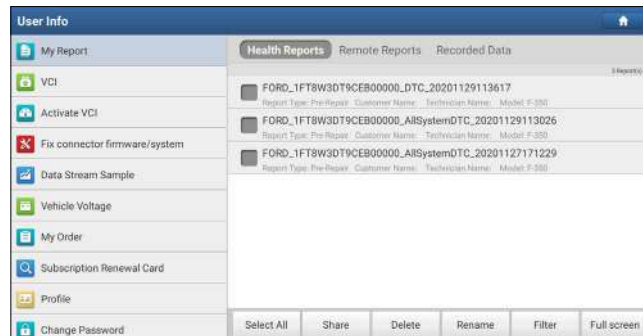 User Info
My Report
VCI
Activate VCI
Fix connector firmware/system
Data Stream Sample
Vehicle Voltage
My Order
Subscription Renewal Card
Profile
Change Password
Health Reports Remote Reports Recorded Data
3 Report(s)
FORD_1FT8W3DT9CEB00000_DTC_20201129113617
Report Type: Pre-Repair Customer Name: Technician Name: Model: F-350
FORD_1FT8W3DT9CEB00000_AllSystemDTC_20201129113026
Report Type: Pre-Repair Customer Name: Technician Name: Model: F-350
FORD_1FT8W3DT9CEB00000_AllSystemDTC_20201127171229
Report Type: Pre-Repair Customer Name: Technician Name: Model: F-350
Select All Share Delete Rename Filter Full screen